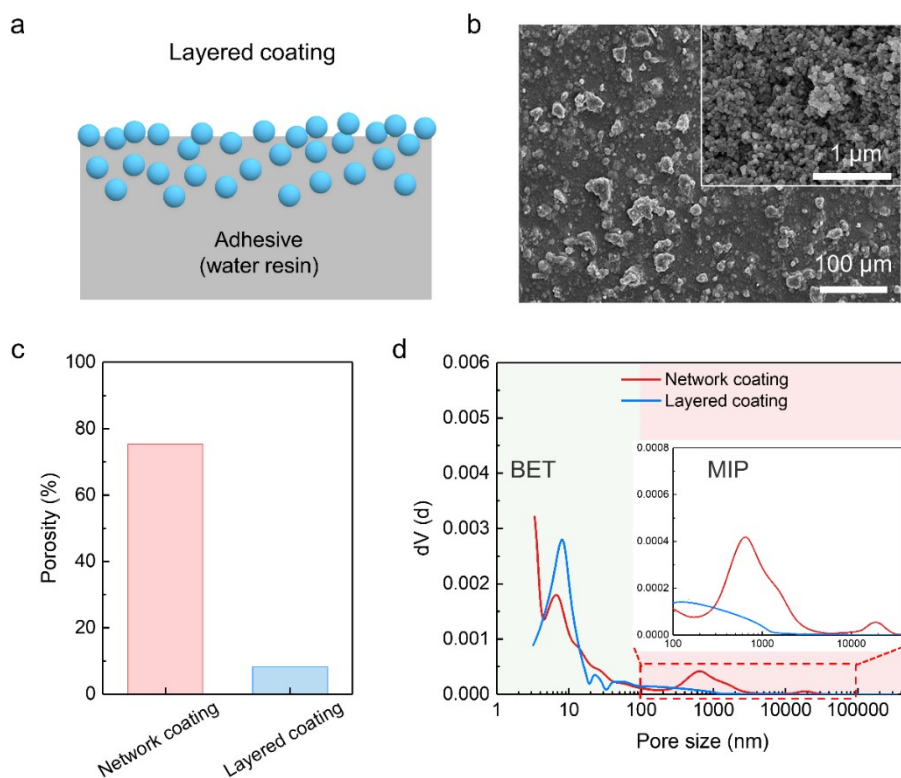 a
Layered coating
Adhesive
(water resin)
b
1 µm
100 µm
c
100
80
60
40
20
0
Porosity (%)
Network coating
Layered coating
d
0.006
0.005
0.004
0.003
0.002
0.001
0.000
dV (d)
Network coating
Layered coating
BET
MIP
0.0008
0.0006
0.0004
0.0002
0.0000
100
1000
10000
1
10
100
1000
10000
100000
Pore size (nm)